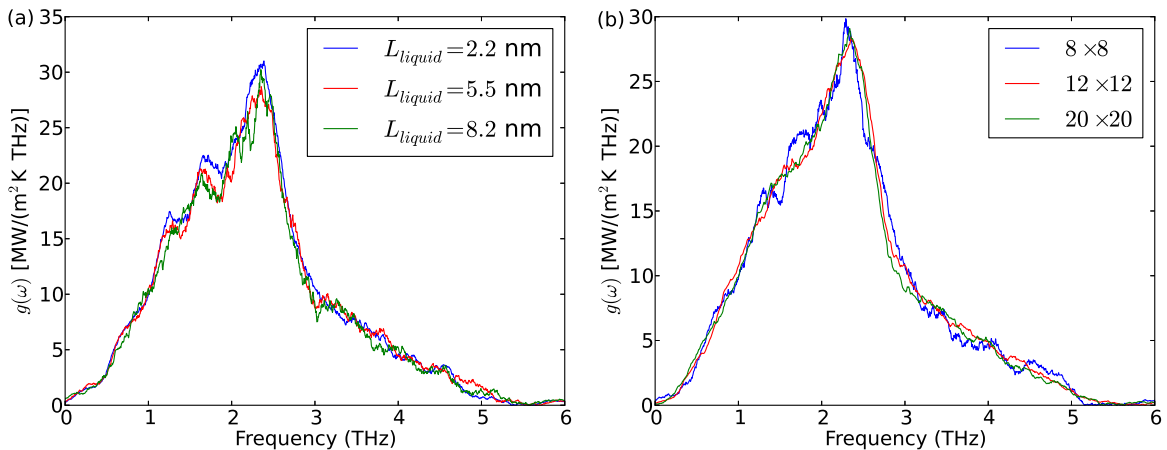 (a)
35
30
25
20
15
10
5
0
g(ω) [MW/(m²K THz)]
L_liquid=2.2 nm
L_liquid=5.5 nm
L_liquid=8.2 nm
0 1 2 3 4 5 6
Frequency (THz)
(b)
30
25
20
15
10
5
0
g(ω) [MW/(m²K THz)]
8×8
12×12
20×20
0 1 2 3 4 5 6
Frequency (THz)